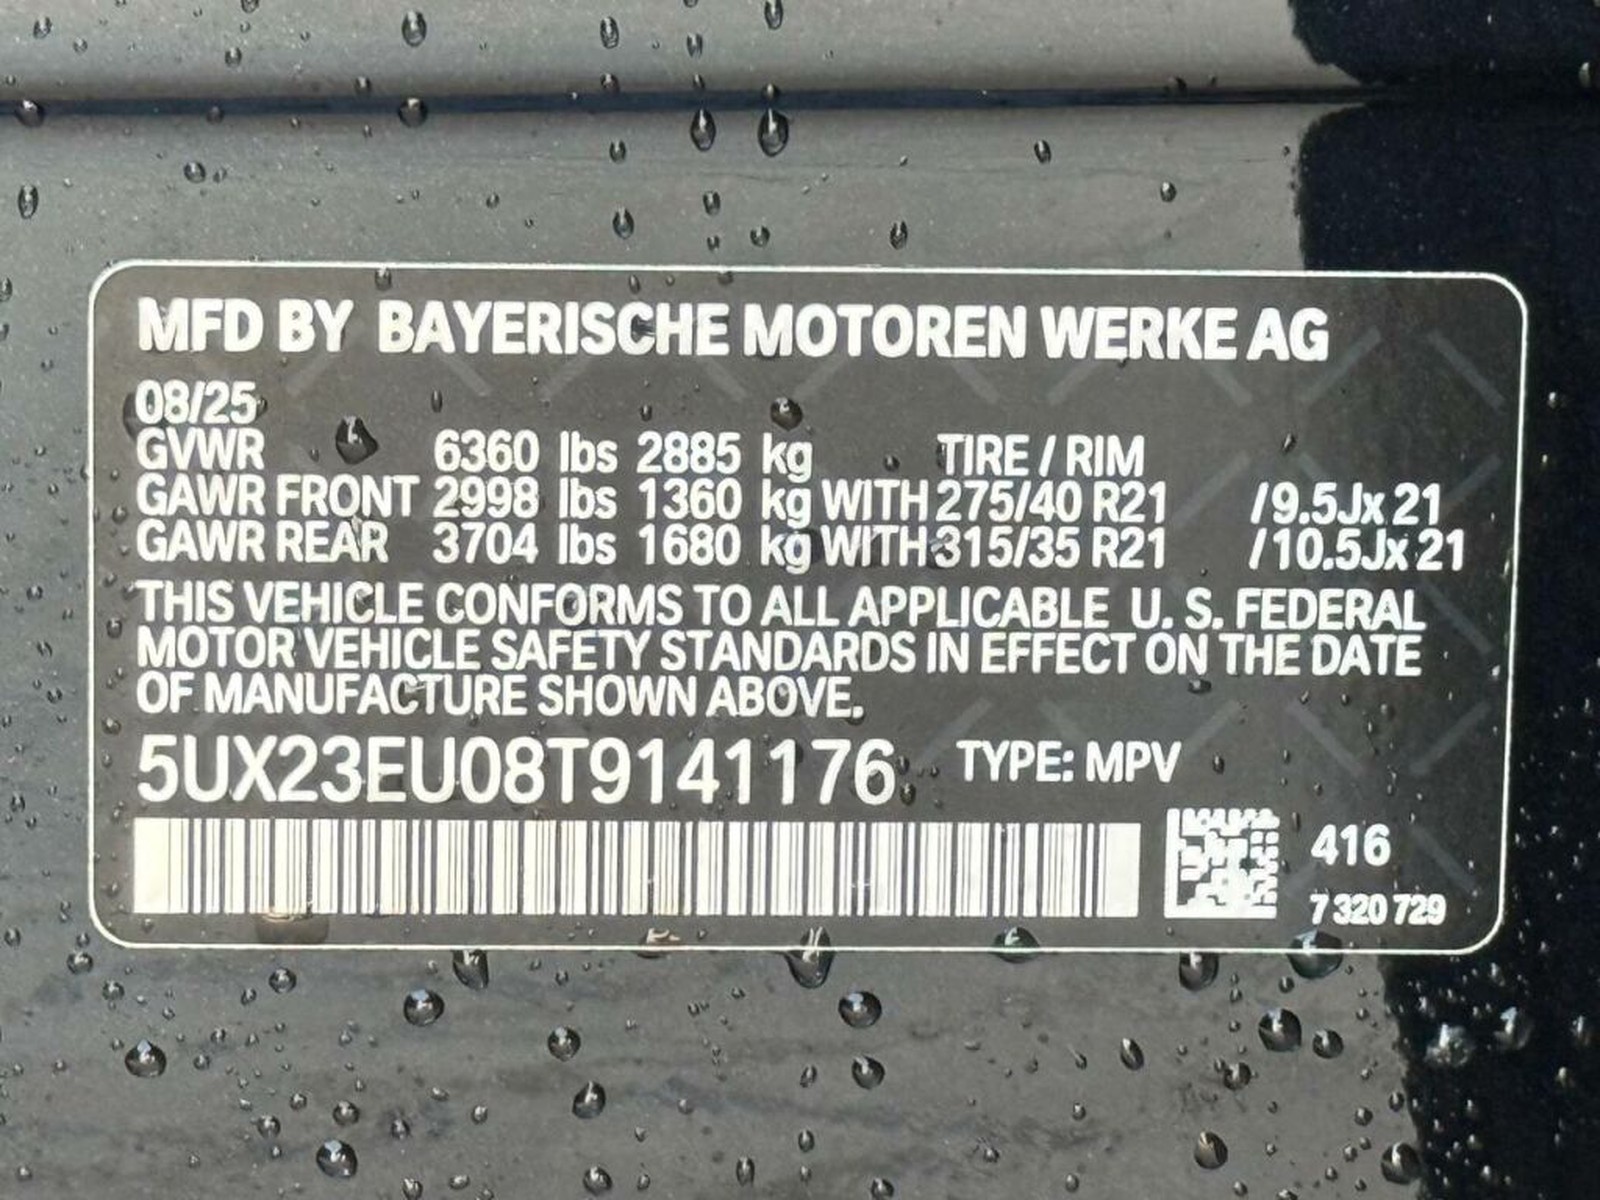 MFD BY BAYERISCHE MOTOREN WERKE AG
08/25
GVWR 6360 lbs 2885 kg TIRE / RIM
GAWR FRONT 2998 lbs 1360 kg WITH 275/40 R21 /9.5Jx 21
GAWR REAR 3704 lbs 1680 kg WITH 315/35 R21 /10.5Jx 21
THIS VEHICLE CONFORMS TO ALL APPLICABLE U. S. FEDERAL
MOTOR VEHICLE SAFETY STANDARDS IN EFFECT ON THE DATE
OF MANUFACTURE SHOWN ABOVE.
5UX23EU08T9141176 TYPE: MPV
416
7 320 729